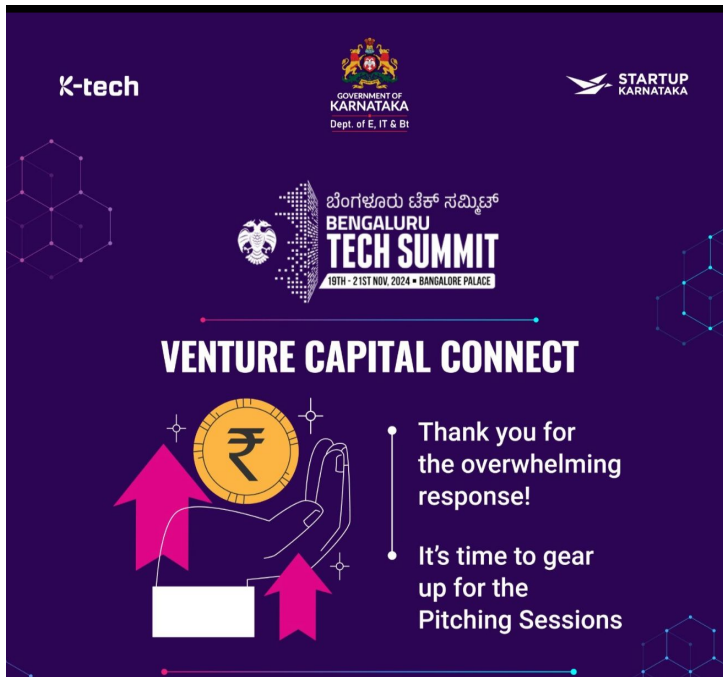 K-tech
GOVERNMENT OF
KARNATAKA
Dept. of E, IT & Bt
STARTUP
KARNATAKA
ಬೆಂಗಳೂರು ಟೆಕ್ ಸಮ್ಮಿಟ್
BENGALURU
TECH SUMMIT
19TH - 21ST NOV, 2024 ▪ BANGALORE PALACE
VENTURE CAPITAL CONNECT
₹
Thank you for
the overwhelming
response!
It's time to gear
up for the
Pitching Sessions